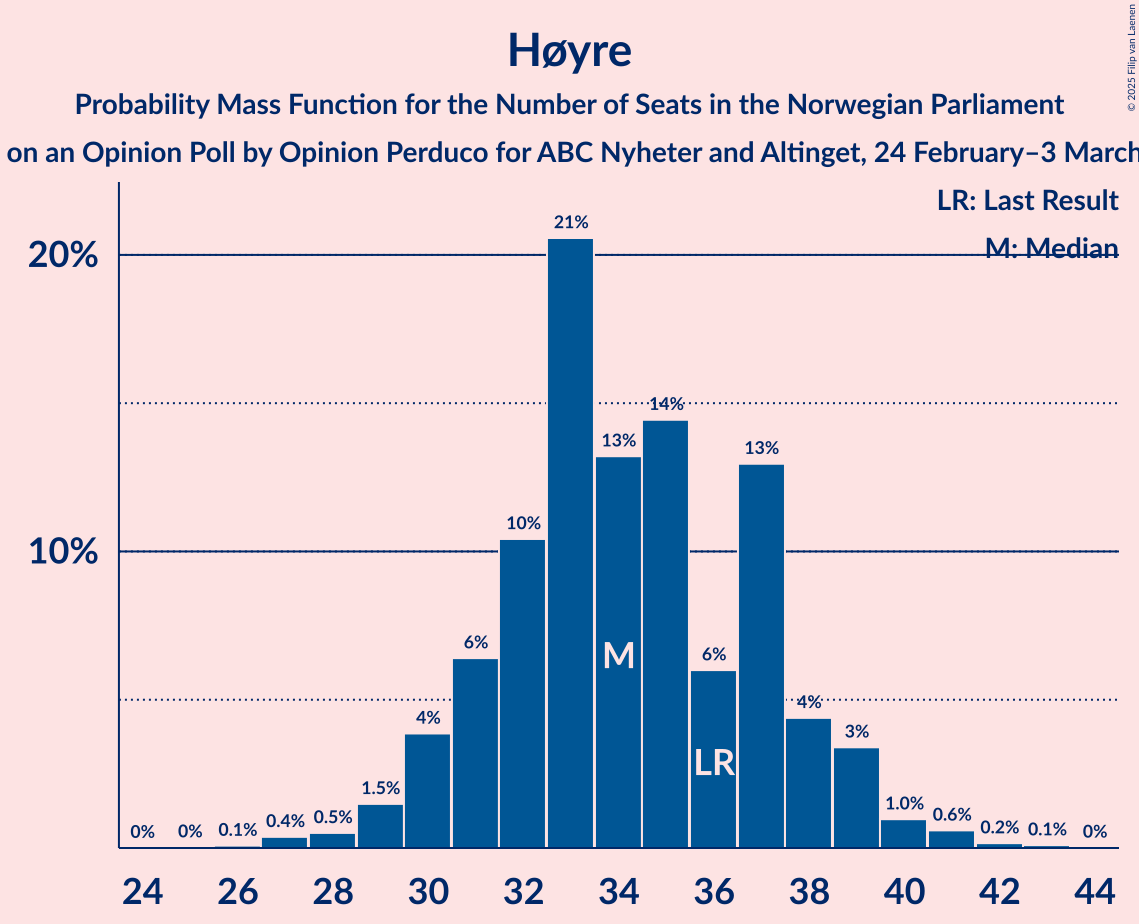 Høyre
Probability Mass Function for the Number of Seats in the Norwegian Parliament
on an Opinion Poll by Opinion Perduco for ABC Nyheter and Altinget, 24 February–3 March
© 2025 Filip van Laenen
LR: Last Result
M: Median
20%
10%
0%
0%
0.1%
0.4%
0.5%
1.5%
4%
6%
10%
21%
13%
14%
6%
13%
4%
3%
1.0%
0.6%
0.2%
0.1%
0%
M
LR
24 26 28 30 32 34 36 38 40 42 44